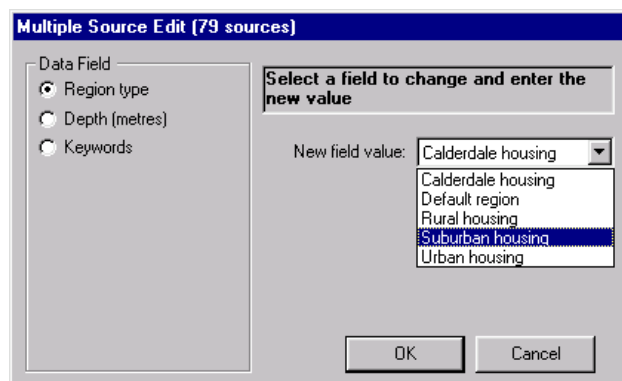 Multiple Source Edit (79 sources)
Data Field
Region type
Depth (metres)
Keywords
Select a field to change and enter the
new value
New field value: Calderdale housing
Calderdale housing
Default region
Rural housing
Suburban housing
Urban housing
OK Cancel